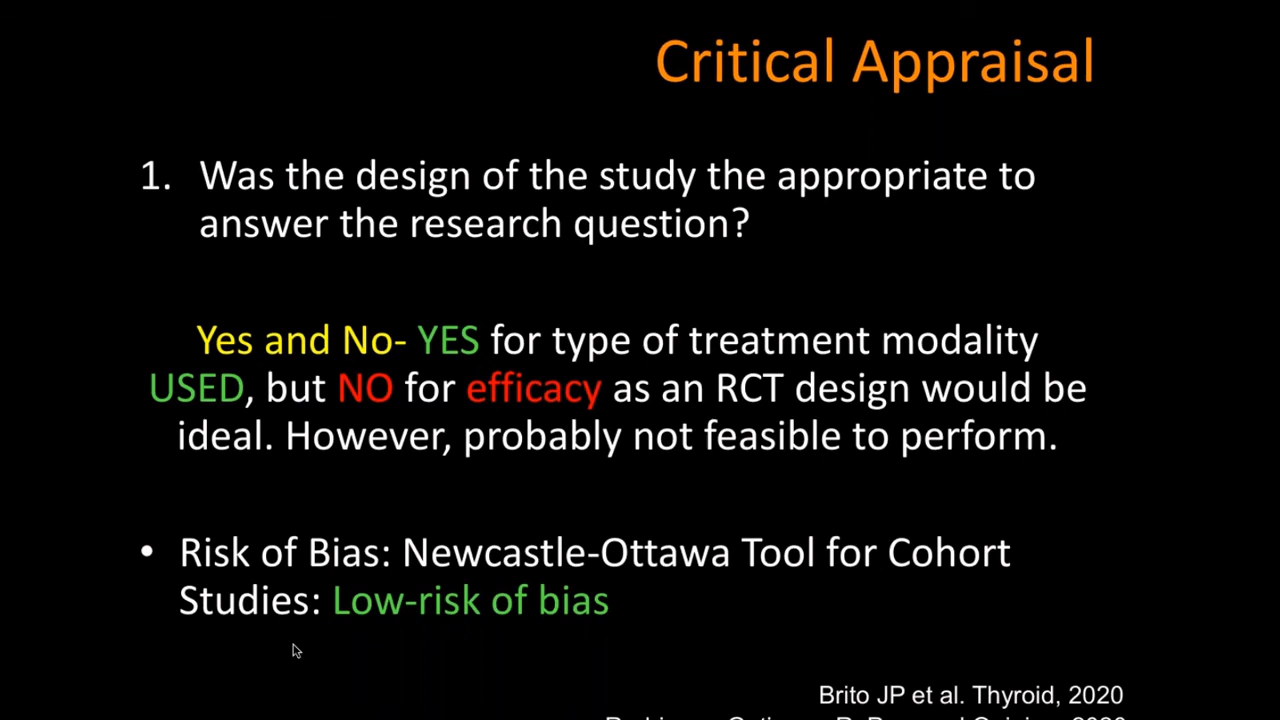 Critical Appraisal
1. Was the design of the study the appropriate to
answer the research question?
Yes and No- YES for type of treatment modality
USED, but NO for efficacy as an RCT design would be
ideal. However, probably not feasible to perform.
• Risk of Bias: Newcastle-Ottawa Tool for Cohort
Studies: Low-risk of bias
Brito JP et al. Thyroid, 2020